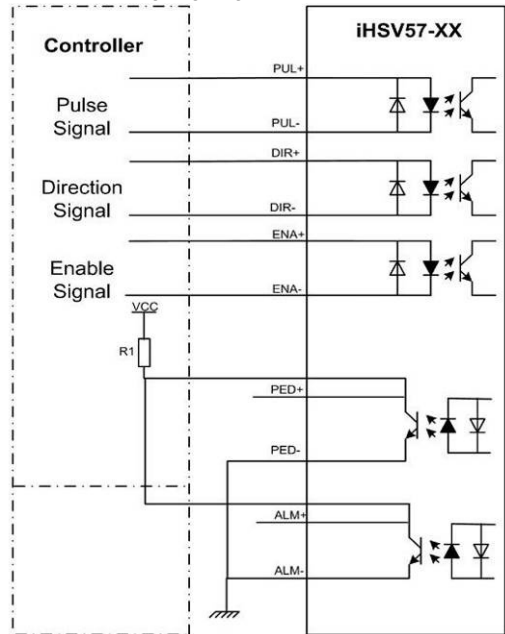 Controller
iHSV57-XX
PUL+
Pulse
Signal
PUL-
DIR+
Direction
Signal
DIR-
ENA+
Enable
Signal
ENA-
VCC
R1
PED+
PED-
ALM+
ALM-